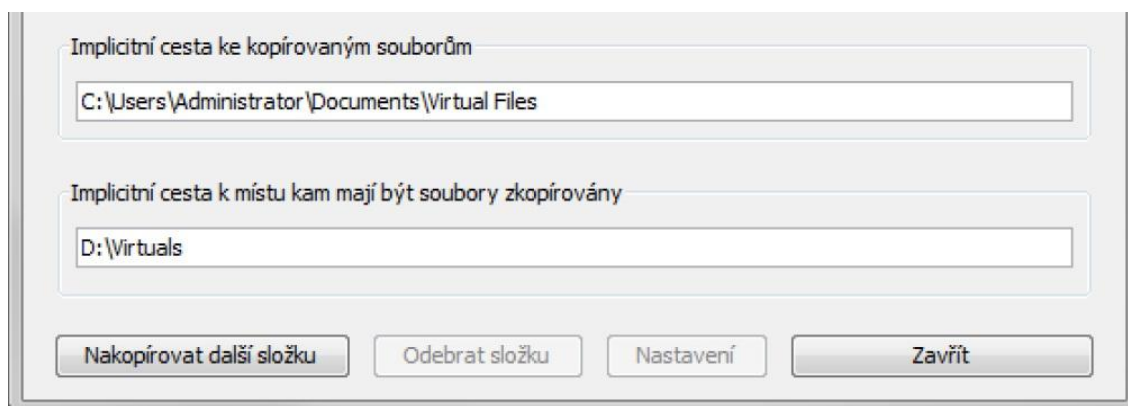 Implicitní cesta ke kopírovaným souborům
C:\Users\Administrator\Documents\Virtual Files
Implicitní cesta k místu kam mají být soubory zkopírovány
D:\Virtuals
Nakopírovat další složku Odebrat složku Nastavení Zavřít